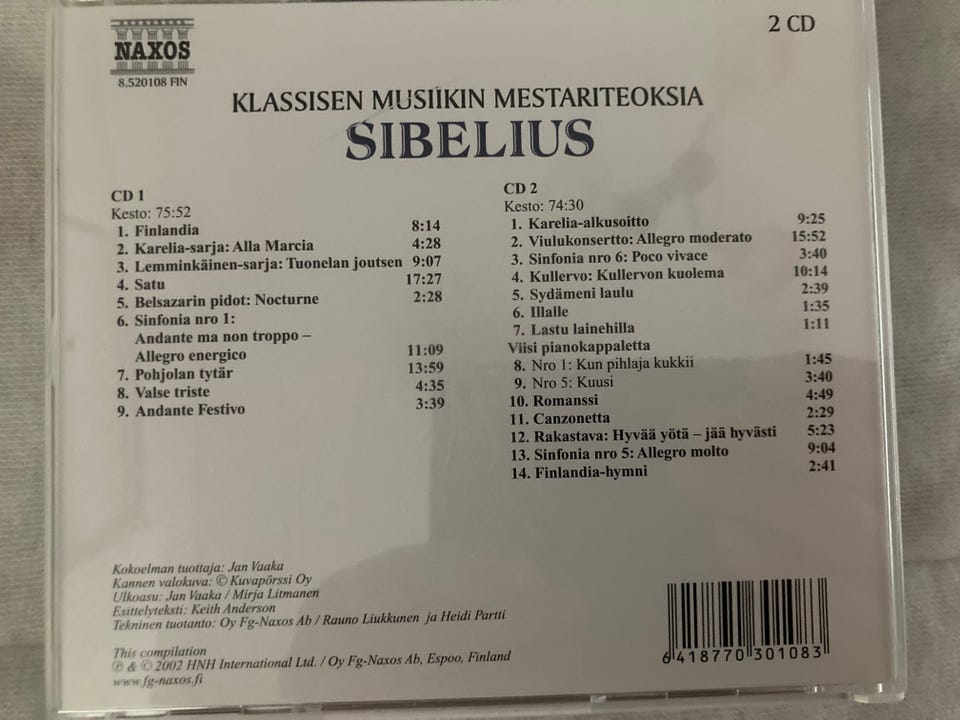 NAXOS
8.520108 FIN
2 CD
KLASSISEN MUSIIKIN MESTARITEOKSIA
SIBELIUS
CD 1
Kesto: 75:52
1. Finlandia 8:14
2. Karelia-sarja: Alla Marcia 4:28
3. Lemminkäinen-sarja: Tuonelan joutsen 9:07
4. Satu 17:27
5. Belsazarin pidot: Nocturne 2:28
6. Sinfonia nro 1:
Andante ma non troppo –
Allegro energico 11:09
7. Pohjolan tytär 13:59
8. Valse triste 4:35
9. Andante Festivo 3:39
CD 2
Kesto: 74:30
1. Karelia-alkusoitto 9:25
2. Viulukonsertto: Allegro moderato 15:52
3. Sinfonia nro 6: Poco vivace 3:40
4. Kullervo: Kullervon kuolema 10:14
5. Sydämeni laulu 2:39
6. Illalle 1:35
7. Lastu lainehilla 1:11
Viisi pianokappaletta
8. Nro 1: Kun pihlaja kukkii 1:45
9. Nro 5: Kuusi 3:40
10. Romanssi 4:49
11. Canzonetta 2:29
12. Rakastava: Hyvää yötä – jää hyvästi 5:23
13. Sinfonia nro 5: Allegro molto 9:04
14. Finlandia-hymni 2:41
Kokoelman tuottaja: Jan Vaaka
Kannen valokuva: © Kuvapörssi Oy
Ulkoasu: Jan Vaaka / Mirja Litmanen
Esittelyteksti: Keith Anderson
Tekninen tuotanto: Oy Fg-Naxos Ab / Rauno Liukkunen ja Heidi Partti
This compilation
℗ & © 2002 HNH International Ltd. / Oy Fg-Naxos Ab, Espoo, Finland
www.fg-naxos.fi
6 418770 301083